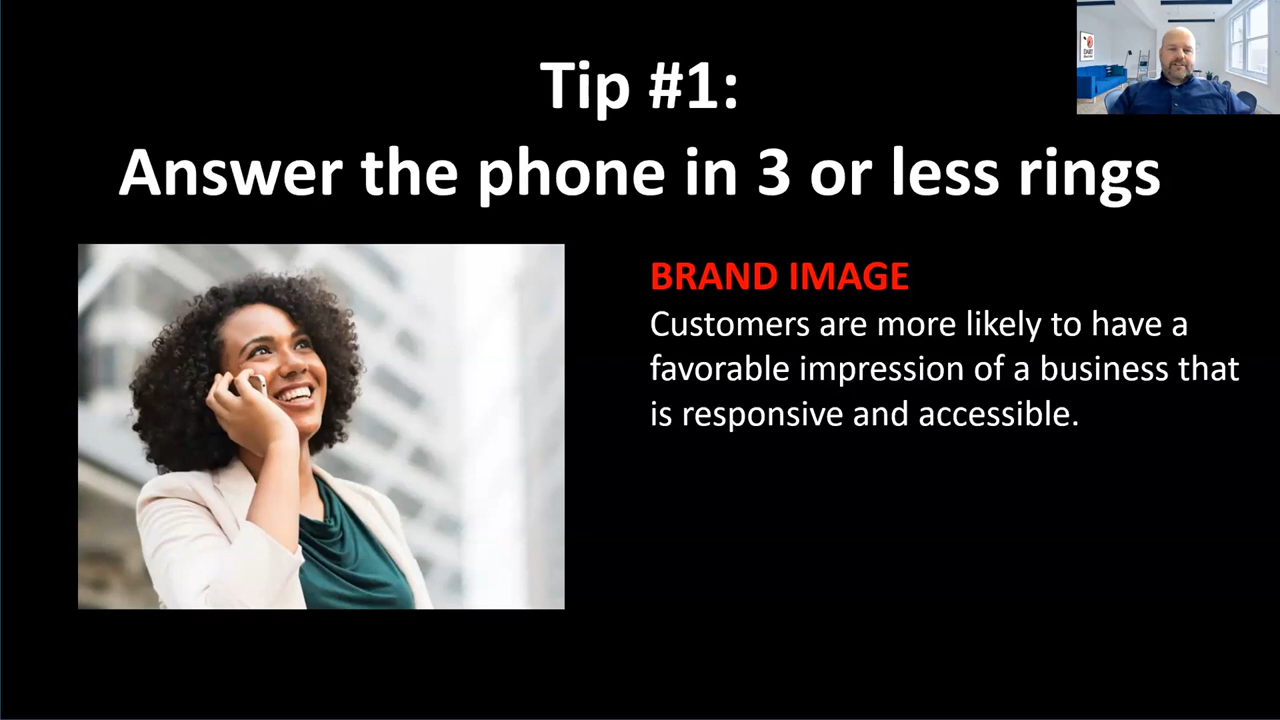 Tip #1:
Answer the phone in 3 or less rings
BRAND IMAGE
Customers are more likely to have a
favorable impression of a business that
is responsive and accessible.